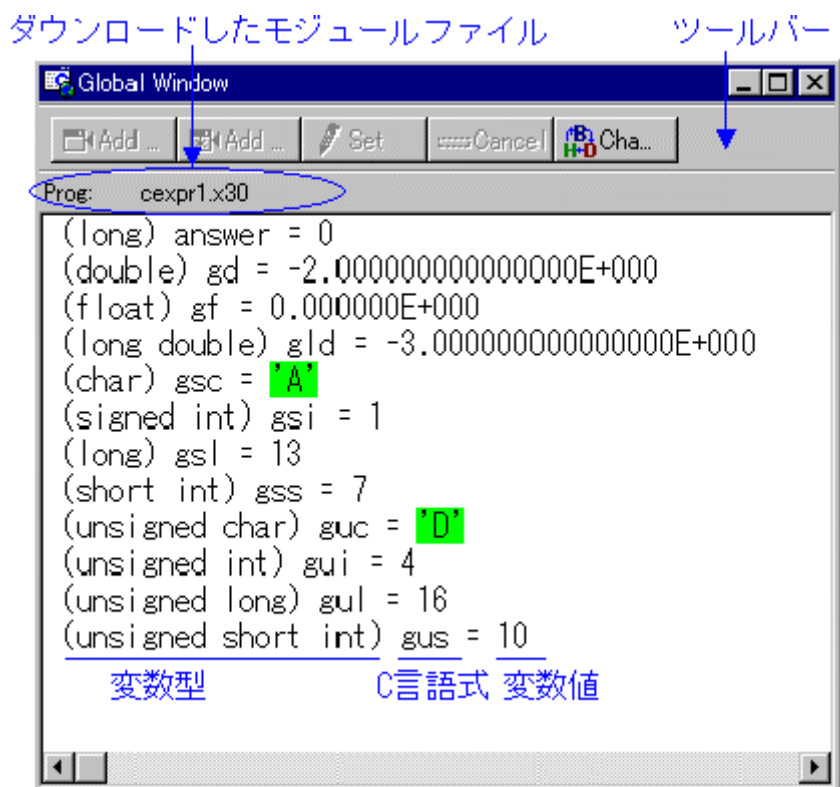 ダウンロードしたモジュールファイル ツールバー
Global Window
Add ... Add ... Set Cancel Cha...
Prog: cexpr1.x30
(long) answer = 0
(double) gd = -2.000000000000000E+000
(float) gf = 0.000000E+000
(long double) gld = -3.000000000000000E+000
(char) gsc = 'A'
(signed int) gsi = 1
(long) gsl = 13
(short int) gss = 7
(unsigned char) guc = 'D'
(unsigned int) gui = 4
(unsigned long) gul = 16
(unsigned short int) gus = 10
変数型 C言語式 変数値